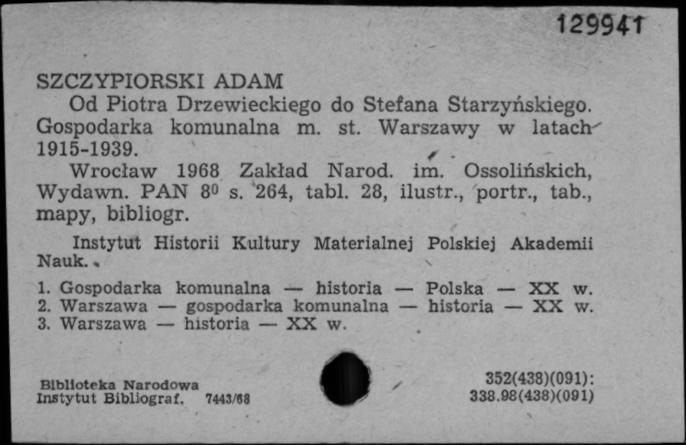 129941
SZCZYPIORSKI ADAM
Od Piotra Drzewieckiego do Stefana Starzyńskiego.
Gospodarka komunalna m. st. Warszawy w latach
1915-1939.
Wrocław 1968 Zakład Narod. im. Ossolińskich,
Wydawn. PAN 8⁰ s. 264, tabl. 28, ilustr., portr., tab.,
mapy, bibliogr.
Instytut Historii Kultury Materialnej Polskiej Akademii
Nauk.
1. Gospodarka komunalna — historia — Polska — XX w.
2. Warszawa — gospodarka komunalna — historia — XX w.
3. Warszawa — historia — XX w.
Biblioteka Narodowa
Instytut Bibliograf. 7443/68
352(438)(091):
338.98(438)(091)